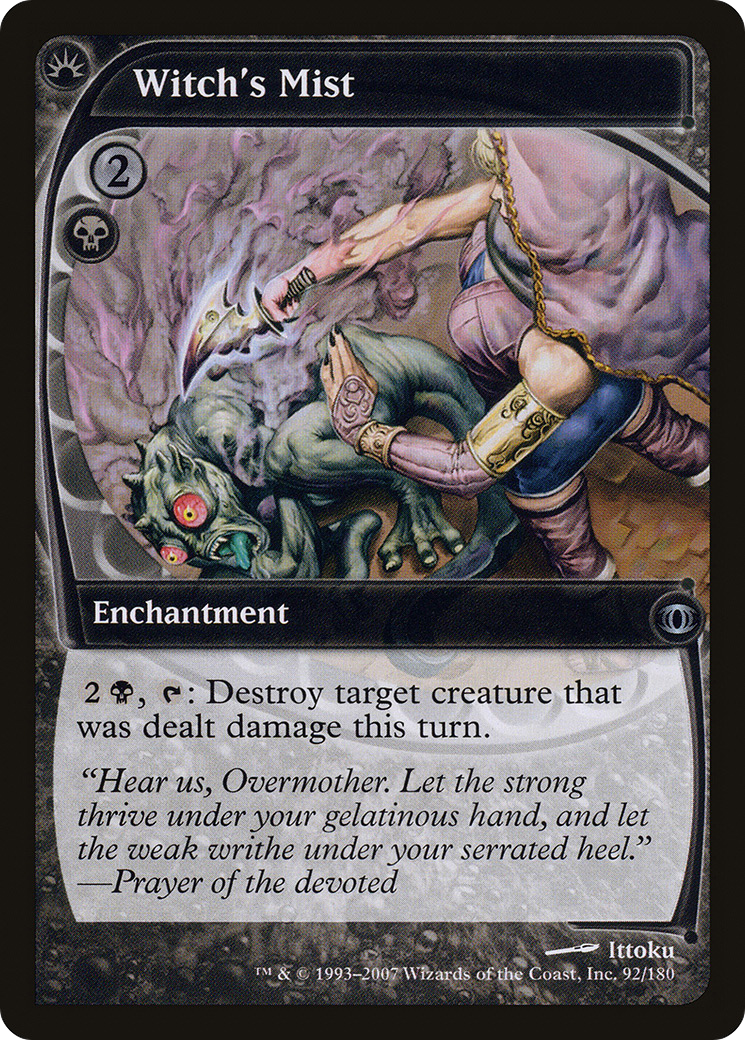 Witch's Mist
2
Enchantment
2 , : Destroy target creature that
was dealt damage this turn.
“Hear us, Overmother. Let the strong
thrive under your gelatinous hand, and let
the weak writhe under your serrated heel.”
—Prayer of the devoted
Ittoku
™ & © 1993–2007 Wizards of the Coast, Inc. 92/180